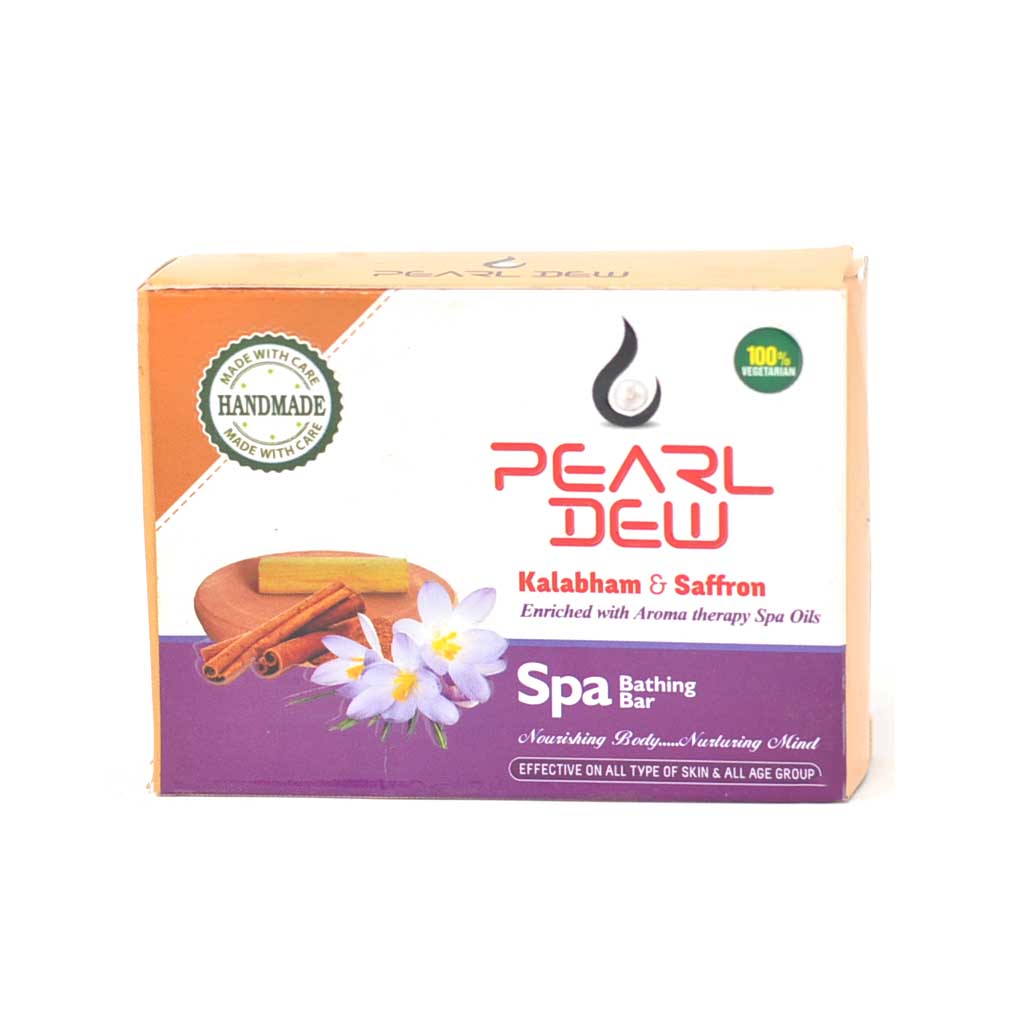 PEARL DEW
MADE WITH CARE
HANDMADE
MADE WITH CARE
100%
VEGETARIAN
PEARL
DEW
Kalabham & Saffron
Enriched with Aroma therapy Spa Oils
Spa Bathing
Bar
Nourishing Body.....Nurturing Mind
EFFECTIVE ON ALL TYPE OF SKIN & ALL AGE GROUP